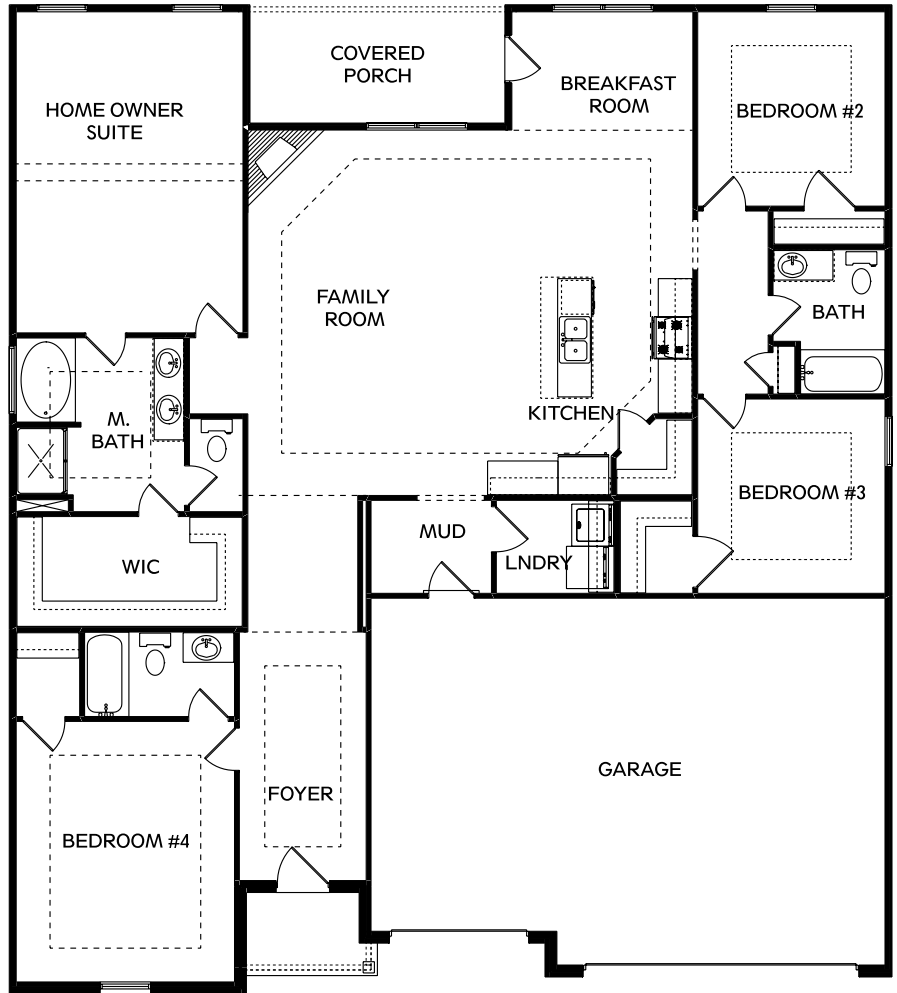 COVERED
PORCH
BREAKFAST
ROOM
HOME OWNER
SUITE
BEDROOM #2
FAMILY
ROOM
BATH
KITCHEN
M.
BATH
BEDROOM #3
MUD
LNDRY
WIC
GARAGE
FOYER
BEDROOM #4